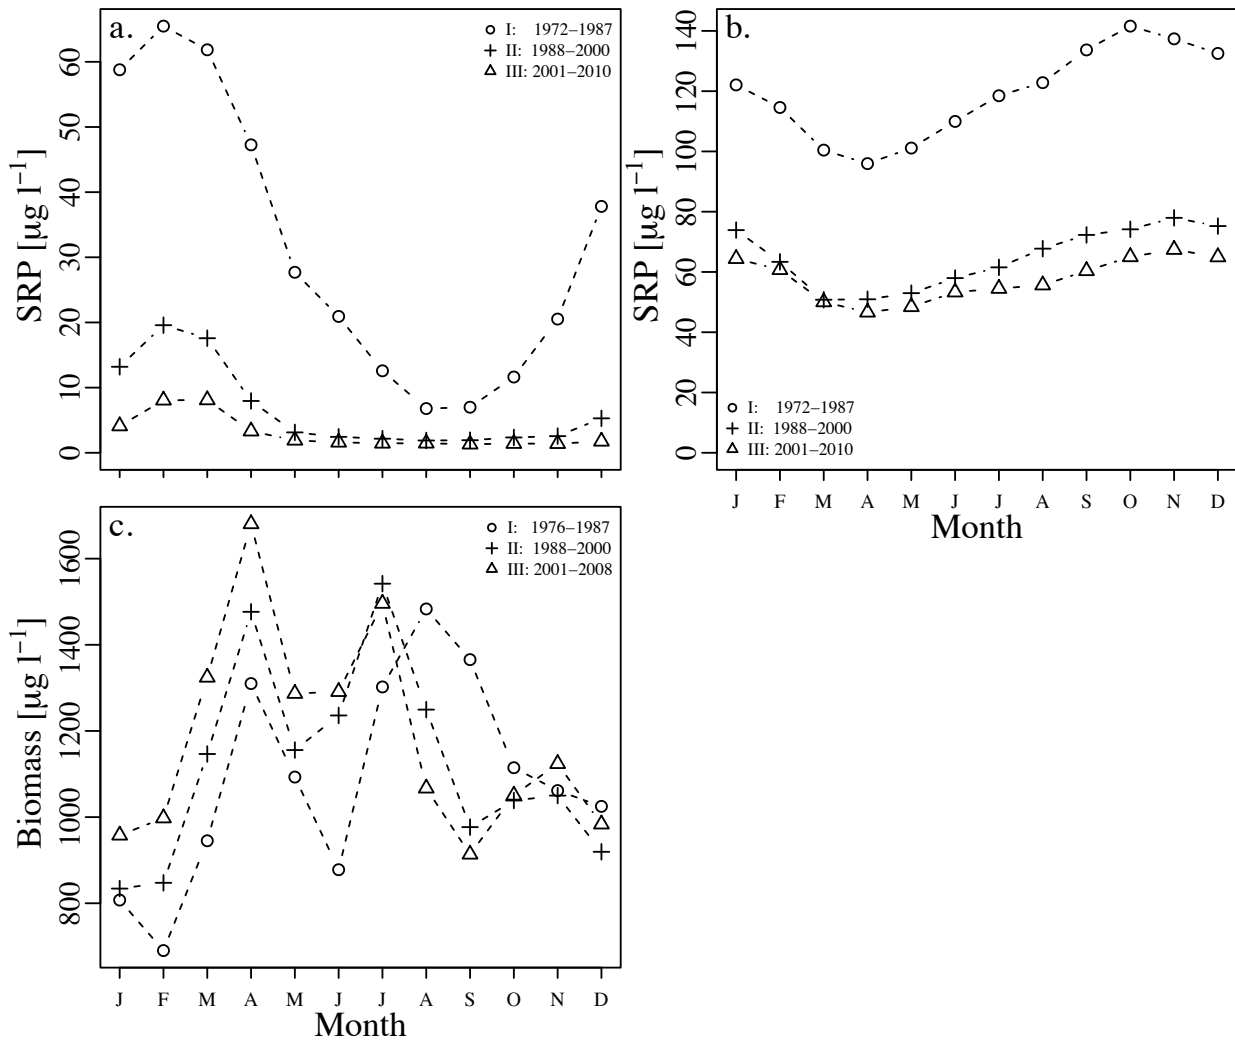 a.
I: 1972–1987
II: 1988–2000
III: 2001–2010
SRP [µg l⁻¹]
60
50
40
30
20
10
0
b.
SRP [µg l⁻¹]
140
120
100
80
60
40
20
0
I: 1972–1987
II: 1988–2000
III: 2001–2010
J F M A M J J A S O N D
Month
c.
I: 1976–1987
II: 1988–2000
III: 2001–2008
Biomass [µg l⁻¹]
1600
1400
1200
1000
800
J F M A M J J A S O N D
Month